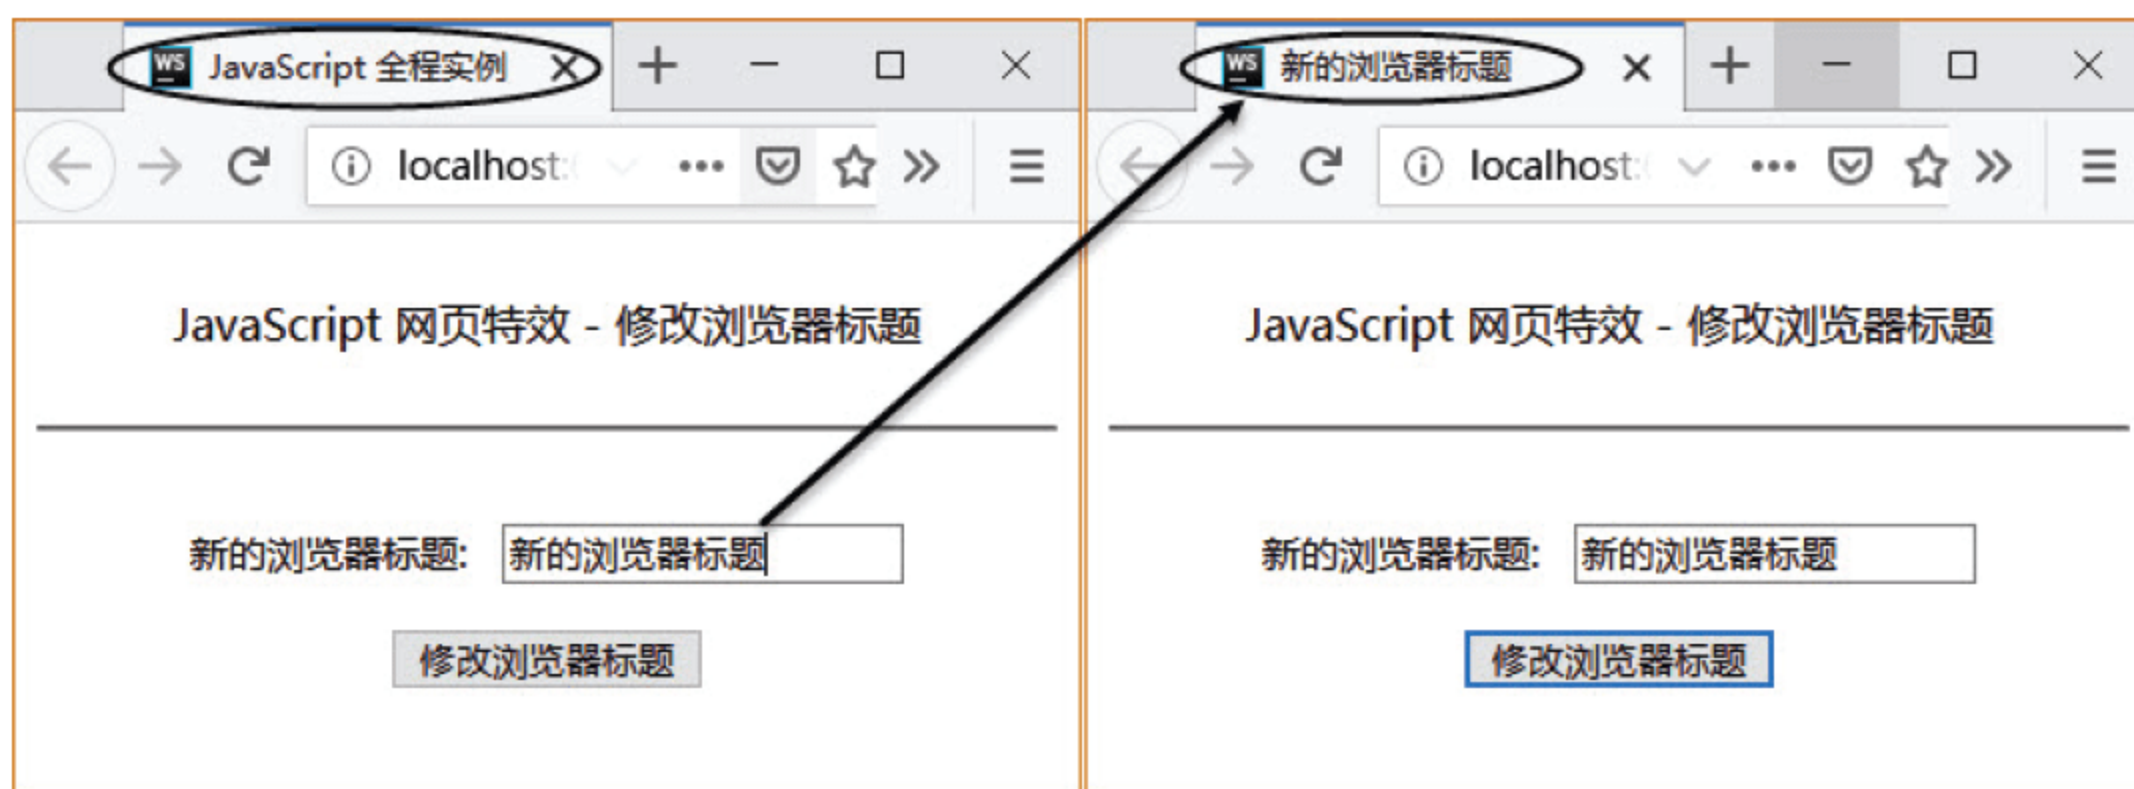 WS JavaScript 全程实例
localhost:
JavaScript 网页特效 - 修改浏览器标题
新的浏览器标题: 新的浏览器标题
修改浏览器标题
WS 新的浏览器标题
localhost:
JavaScript 网页特效 - 修改浏览器标题
新的浏览器标题: 新的浏览器标题
修改浏览器标题